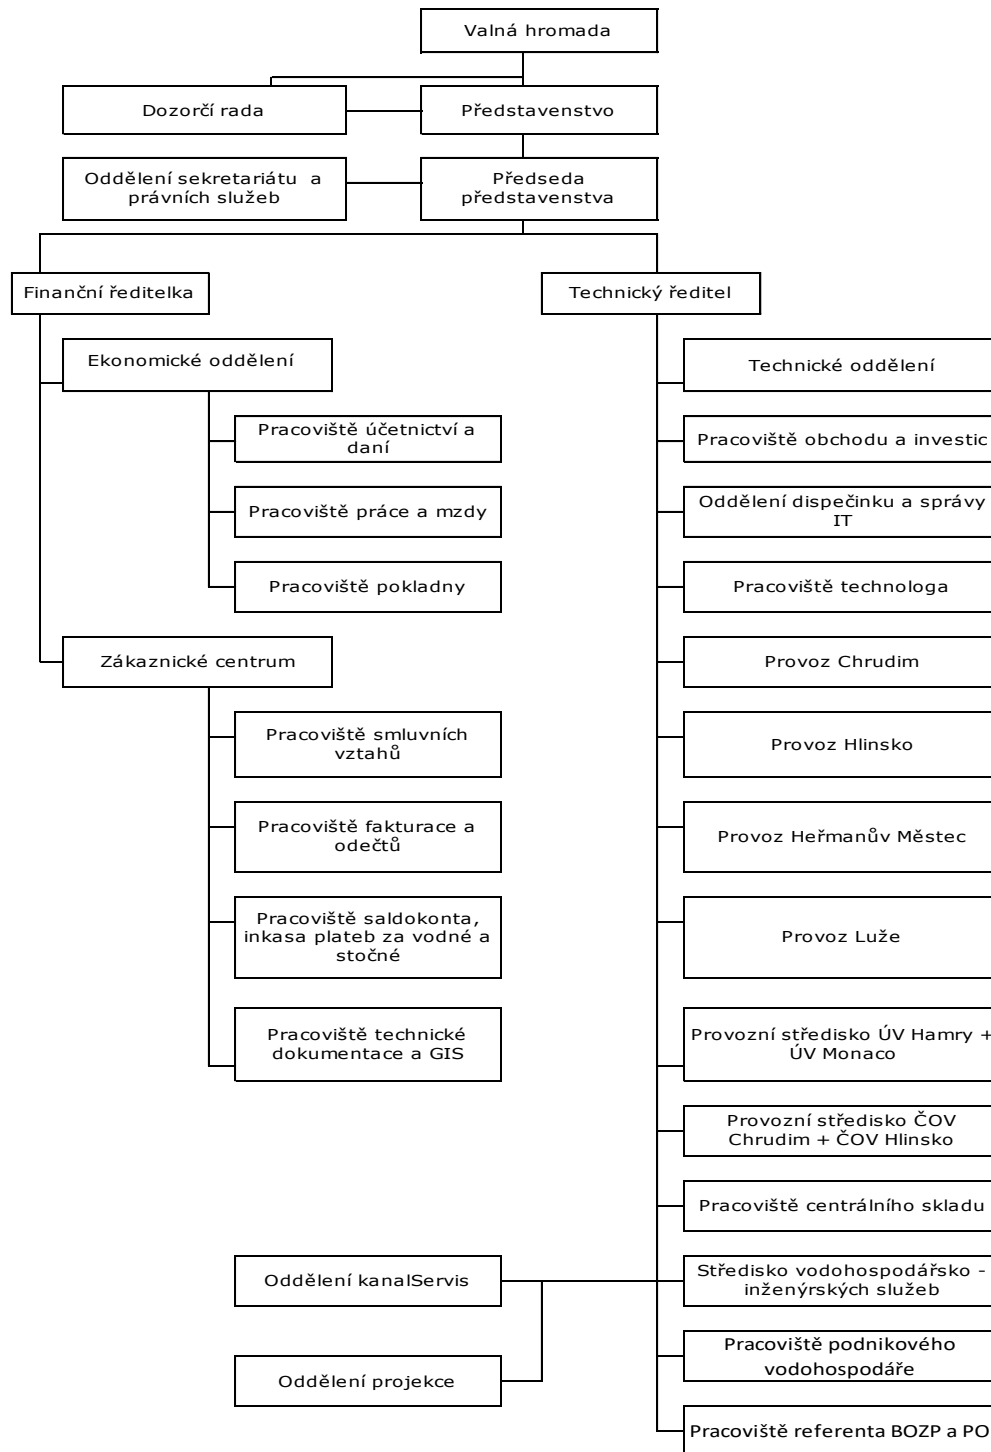 Valná hromada
Dozorčí rada
Představenstvo
Oddělení sekretariátu a
právních služeb
Předseda
představenstva
Finanční ředitelka
Technický ředitel
Ekonomické oddělení
Pracoviště účetnictví a
daní
Pracoviště práce a mzdy
Pracoviště pokladny
Zákaznické centrum
Pracoviště smluvních
vztahů
Pracoviště fakturace a
odečtů
Pracoviště saldokonta,
inkasa plateb za vodné a
stočné
Pracoviště technické
dokumentace a GIS
Technické oddělení
Pracoviště obchodu a investic
Oddělení dispečinku a správy
IT
Pracoviště technologa
Provoz Chrudim
Provoz Hlinsko
Provoz Heřmanův Městec
Provoz Luže
Provozní středisko ÚV Hamry +
ÚV Monaco
Provozní středisko ČOV
Chrudim + ČOV Hlinsko
Pracoviště centrálního skladu
Středisko vodohospodářsko -
inženýrských služeb
Oddělení kanalServis
Oddělení projekce
Pracoviště podnikového
vodohospodáře
Pracoviště referenta BOZP a PO